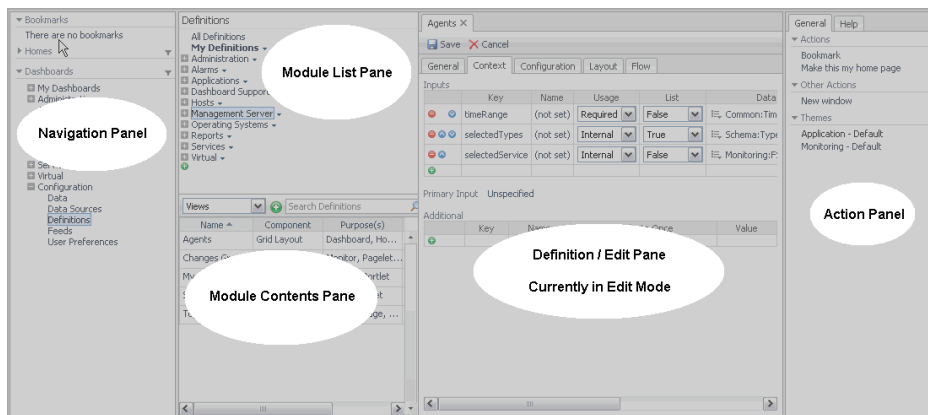 Bookmarks
There are no bookmarks
Homes
Dashboards
My Dashboards
Navigation Panel
Virtual
Configuration
Data
Data Sources
Definitions
Feeds
User Preferences
Definitions
All Definitions
My Definitions
Administration
Alarms
Applications
Dashboard Support
Hosts
Management Server
Operating Systems
Reports
Services
Virtual
Module List Pane
Views
Search Definitions
Name Component Purpose(s)
Agents Grid Layout Dashboard, Ho...
Pagelet...
Module Contents Pane
Agents
Save Cancel
General Context Configuration Layout Flow
Inputs
Key Name Usage List Data
timeRange (not set) Required False Common:Tim
selectedTypes (not set) Internal True Schema:Type
selectedService (not set) Internal False Monitoring:F
Primary Input Unspecified
Additional
Key Once Value
Definition / Edit Pane
Currently in Edit Mode
General Help
Actions
Bookmark
Make this my home page
Other Actions
New window
Themes
Application - Default
Monitoring - Default
Action Panel